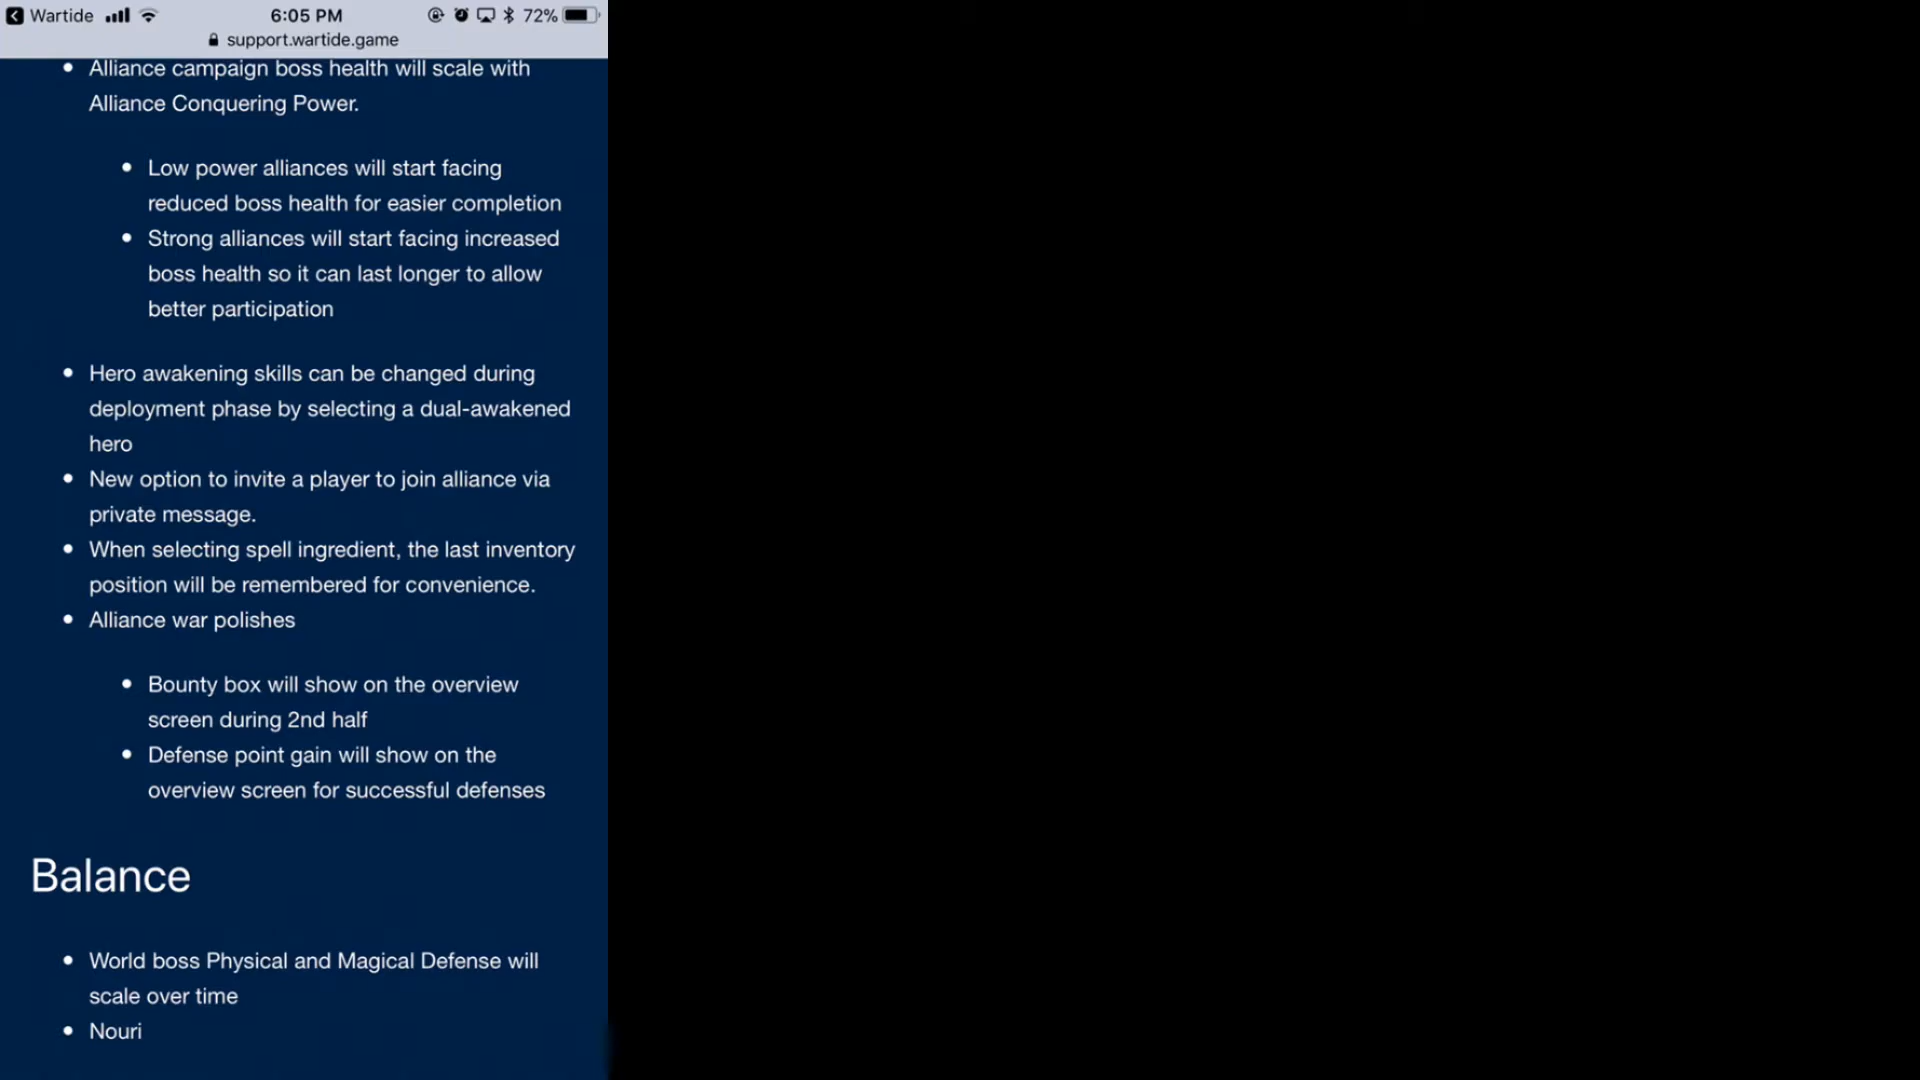 Wartide 6:05 PM 72%
support.wartide.game
• Alliance campaign boss health will scale with
Alliance Conquering Power.
• Low power alliances will start facing
reduced boss health for easier completion
• Strong alliances will start facing increased
boss health so it can last longer to allow
better participation
• Hero awakening skills can be changed during
deployment phase by selecting a dual-awakened
hero
• New option to invite a player to join alliance via
private message.
• When selecting spell ingredient, the last inventory
position will be remembered for convenience.
• Alliance war polishes
• Bounty box will show on the overview
screen during 2nd half
• Defense point gain will show on the
overview screen for successful defenses
Balance
• World boss Physical and Magical Defense will
scale over time
• Nouri